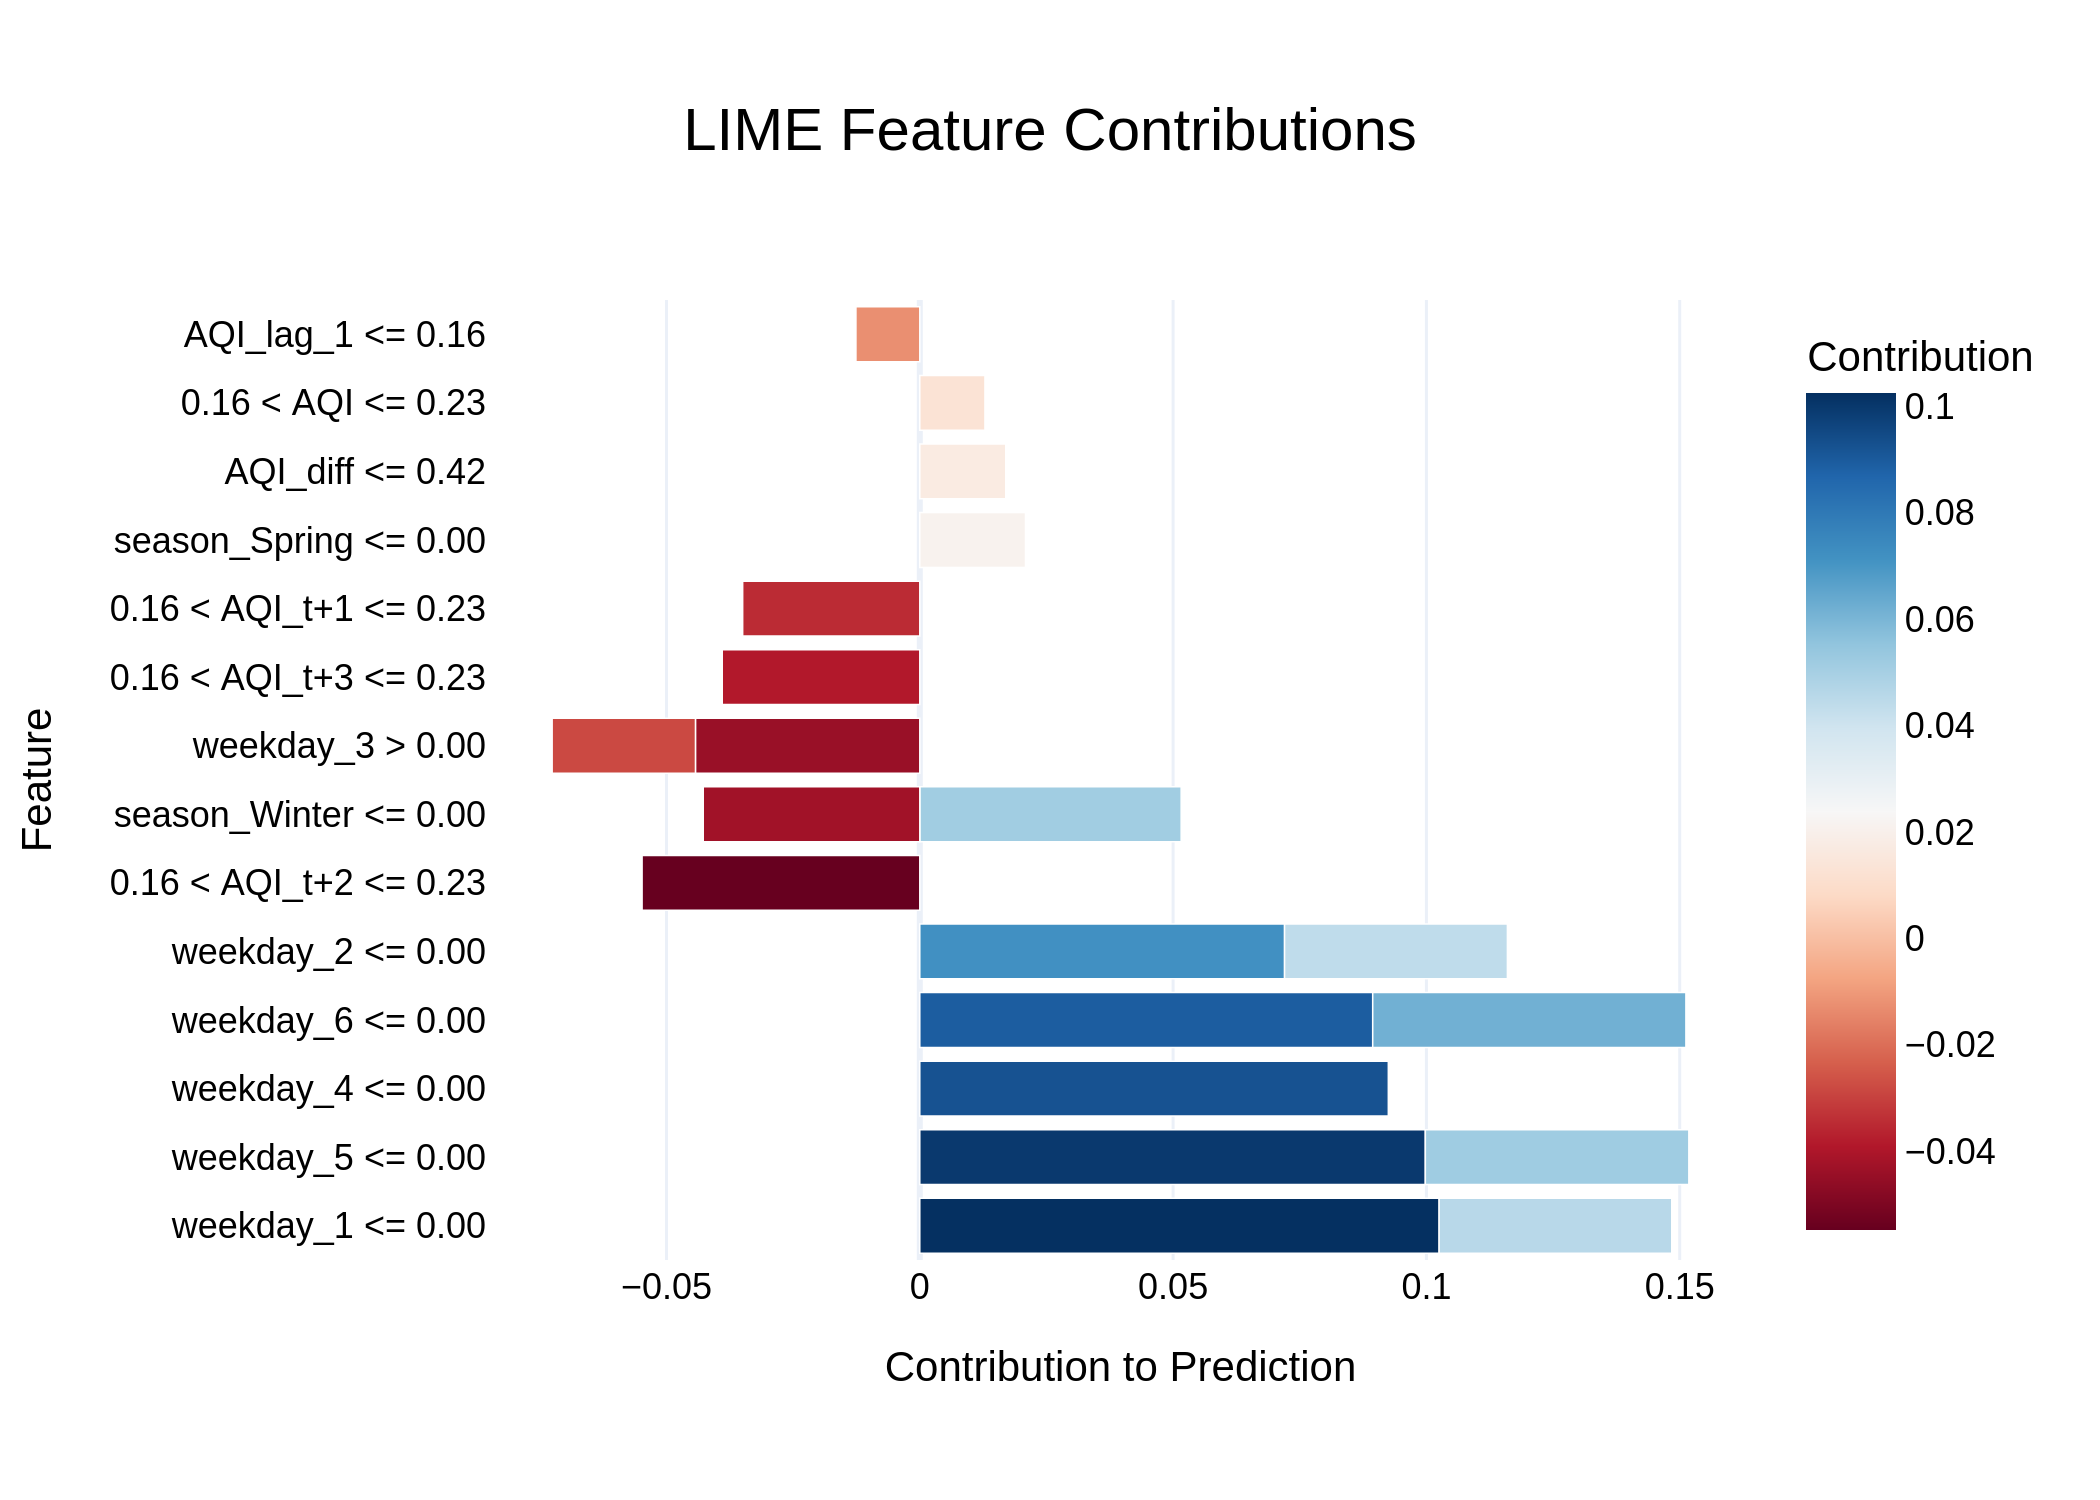 LIME Feature Contributions
AQI_lag_1 <= 0.16
0.16 < AQI <= 0.23
AQI_diff <= 0.42
season_Spring <= 0.00
0.16 < AQI_t+1 <= 0.23
0.16 < AQI_t+3 <= 0.23
weekday_3 > 0.00
season_Winter <= 0.00
0.16 < AQI_t+2 <= 0.23
weekday_2 <= 0.00
weekday_6 <= 0.00
weekday_4 <= 0.00
weekday_5 <= 0.00
weekday_1 <= 0.00
Feature
−0.05
0
0.05
0.1
0.15
Contribution to Prediction
Contribution
0.1
0.08
0.06
0.04
0.02
0
−0.02
−0.04